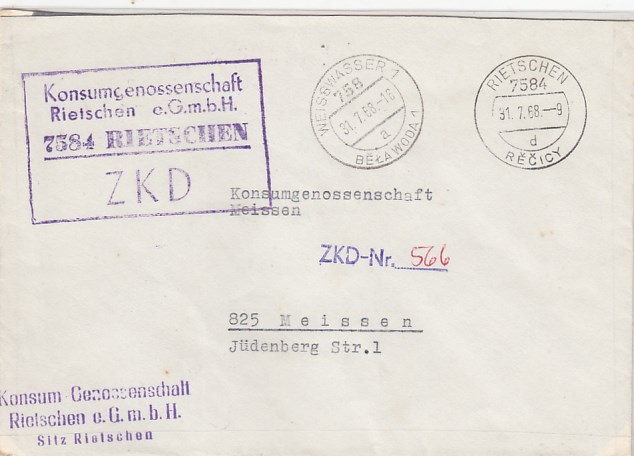 Konsumgenossenschaft
Rietschen e.G.m.b.H.
7584 RIETSCHEN
ZKD
WEISSWASSER 1
758
31.7.68.-16
a
BĚŁA WODA 1
RIETSCHEN
7584
31.7.68.-9
d
RĚČICY
Konsumgenossenschaft
Meissen
ZKD-Nr. 566
825 Meissen
Jüdenberg Str.1
Konsum-Genossenschaft
Rietschen e.G.m.b.H.
Sitz Rietschen